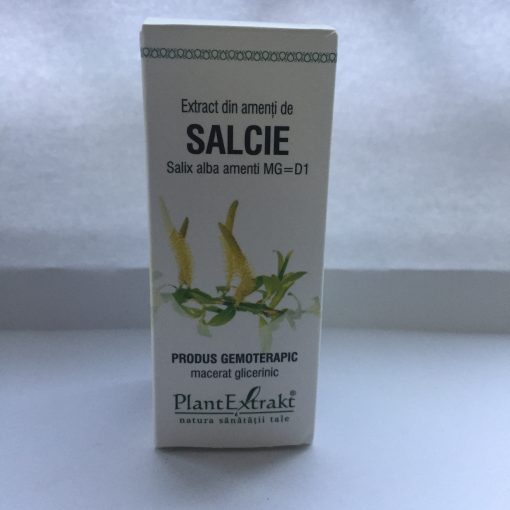 Extract din amenți de
SALCIE
Salix alba amenti MG=D1
PRODUS GEMOTERAPIC
macerat glicerinic
PlantExtrakt®
natura sănătății tale